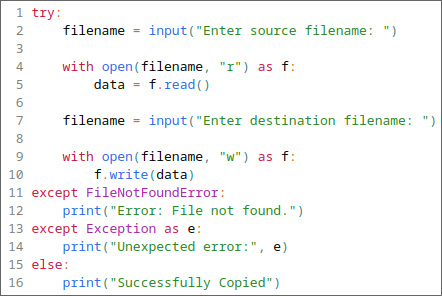 1 try:
2     filename = input("Enter source filename: ")
3
4     with open(filename, "r") as f:
5         data = f.read()
6
7     filename = input("Enter destination filename: ")
8
9     with open(filename, "w") as f:
10         f.write(data)
11 except FileNotFoundError:
12     print("Error: File not found.")
13 except Exception as e:
14     print("Unexpected error:", e)
15 else:
16     print("Successfully Copied")